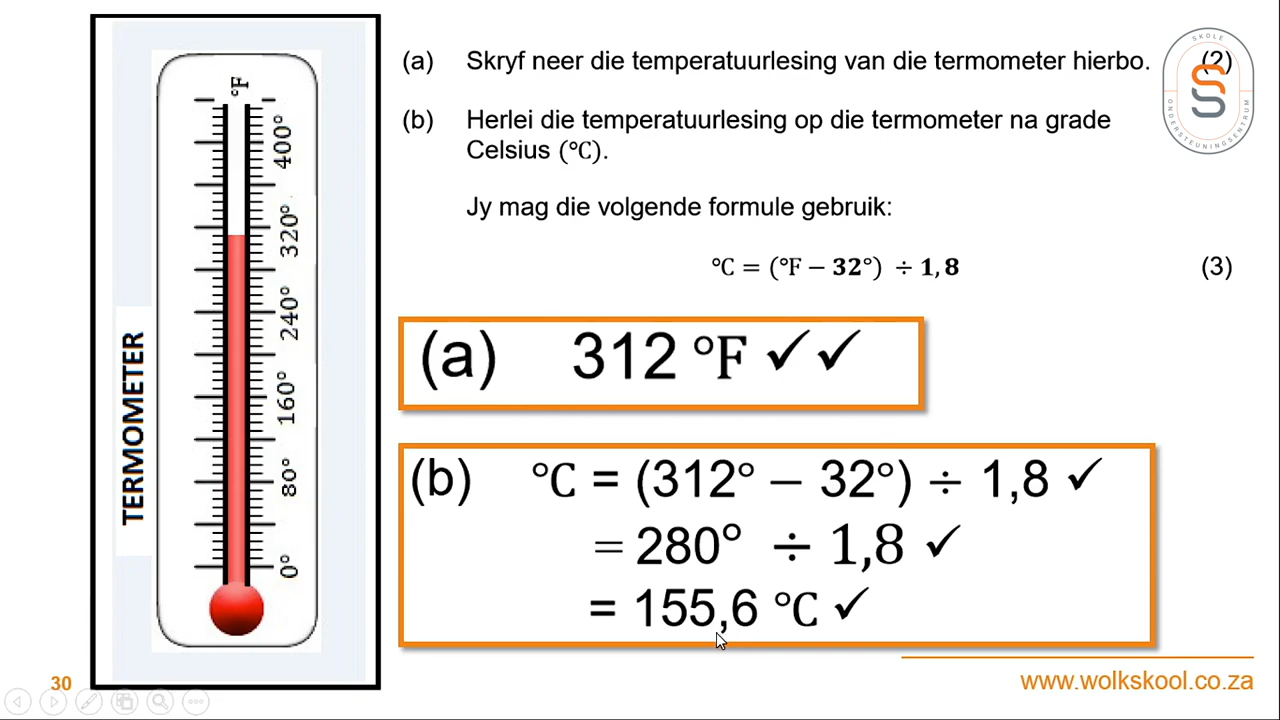 (a) Skryf neer die temperatuurlesing van die termometer hierbo. (2)
(b) Herlei die temperatuurlesing op die termometer na grade
Celsius (°C).
Jy mag die volgende formule gebruik:
°C = (°F − 32°) ÷ 1,8 (3)
(a) 312 °F ✓✓
(b) °C = (312° − 32°) ÷ 1,8 ✓
= 280° ÷ 1,8 ✓
= 155,6 °C ✓
TERMOMETER
°F
400°
320°
240°
160°
80°
0°
SKOLE
ONDERSTEUNINGSENTRUM
S
30
www.wolkskool.co.za